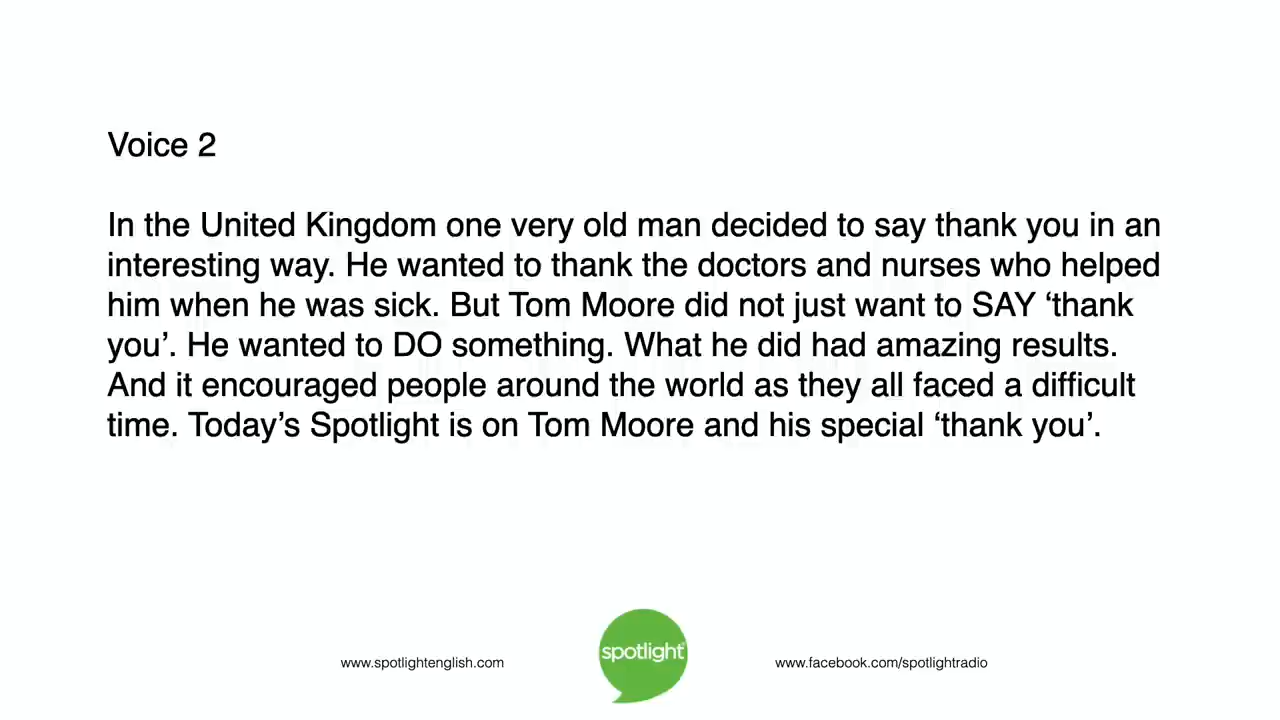 Voice 2
In the United Kingdom one very old man decided to say thank you in an
interesting way. He wanted to thank the doctors and nurses who helped
him when he was sick. But Tom Moore did not just want to SAY ‘thank
you’. He wanted to DO something. What he did had amazing results.
And it encouraged people around the world as they all faced a difficult
time. Today’s Spotlight is on Tom Moore and his special ‘thank you’.
www.spotlightenglish.com
spotlight
www.facebook.com/spotlightradio